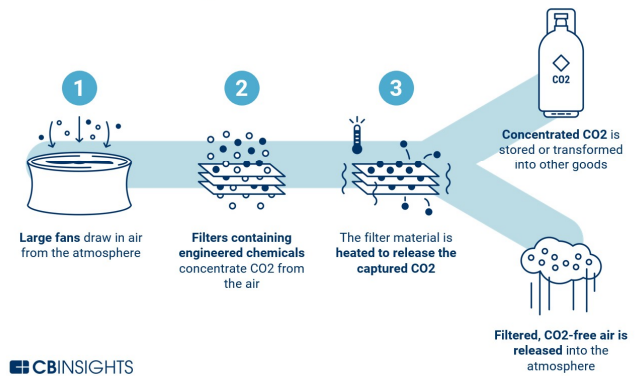 1
Large fans draw in air
from the atmosphere
2
Filters containing
engineered chemicals
concentrate CO2 from
the air
3
The filter material is
heated to release the
captured CO2
CO2
Concentrated CO2 is
stored or transformed
into other goods
Filtered, CO2-free air is
released into the
atmosphere
CBINSIGHTS